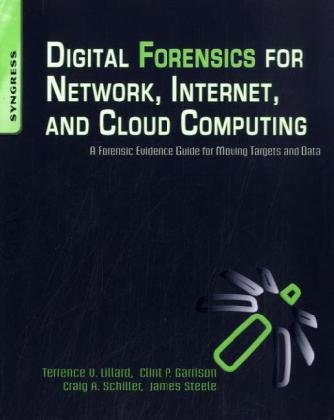 SYNGRESS
DIGITAL FORENSICS FOR
NETWORK, INTERNET,
AND CLOUD COMPUTING
A Forensic Evidence Guide for Moving Targets and Data
Terrence V. Lillard, Clint P. Garrison
Craig A. Schiller, James Steele